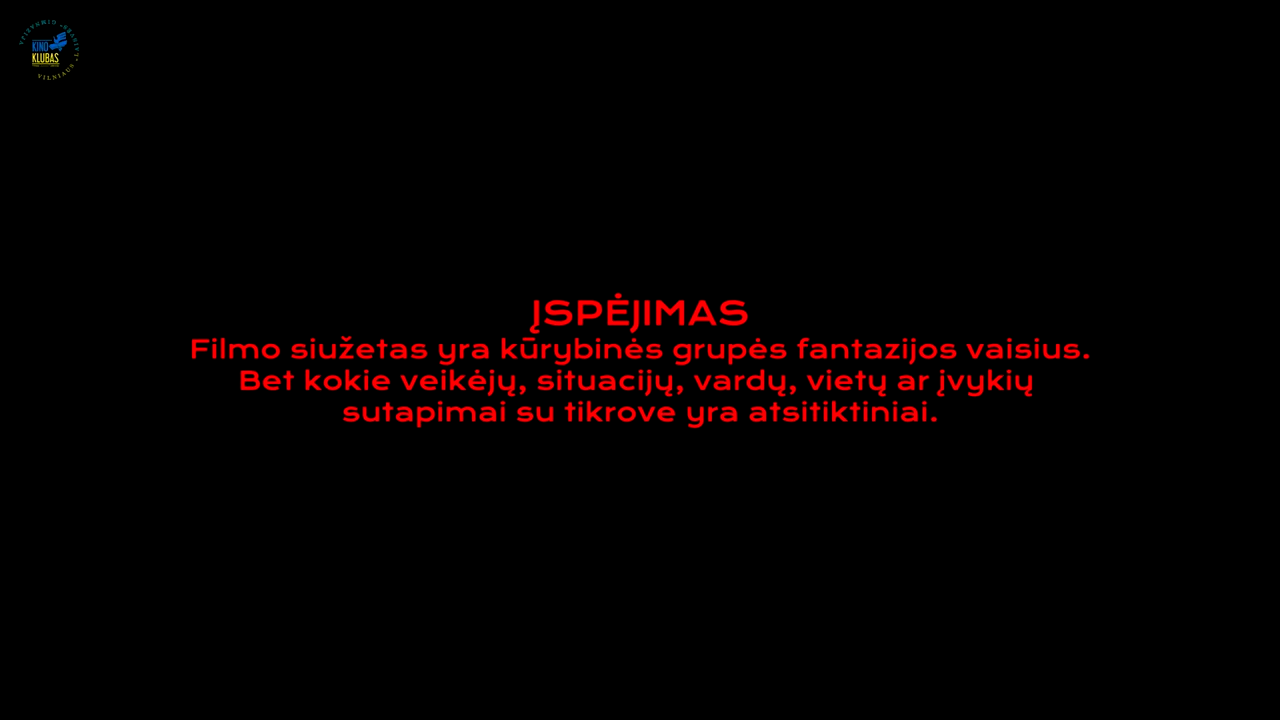 KINO
KLUBAS
VILNIAUS
ĮSPĖJIMAS
Filmo siužetas yra kūrybinės grupės fantazijos vaisius.
Bet kokie veikėjų, situacijų, vardų, vietų ar įvykių
sutapimai su tikrove yra atsitiktiniai.